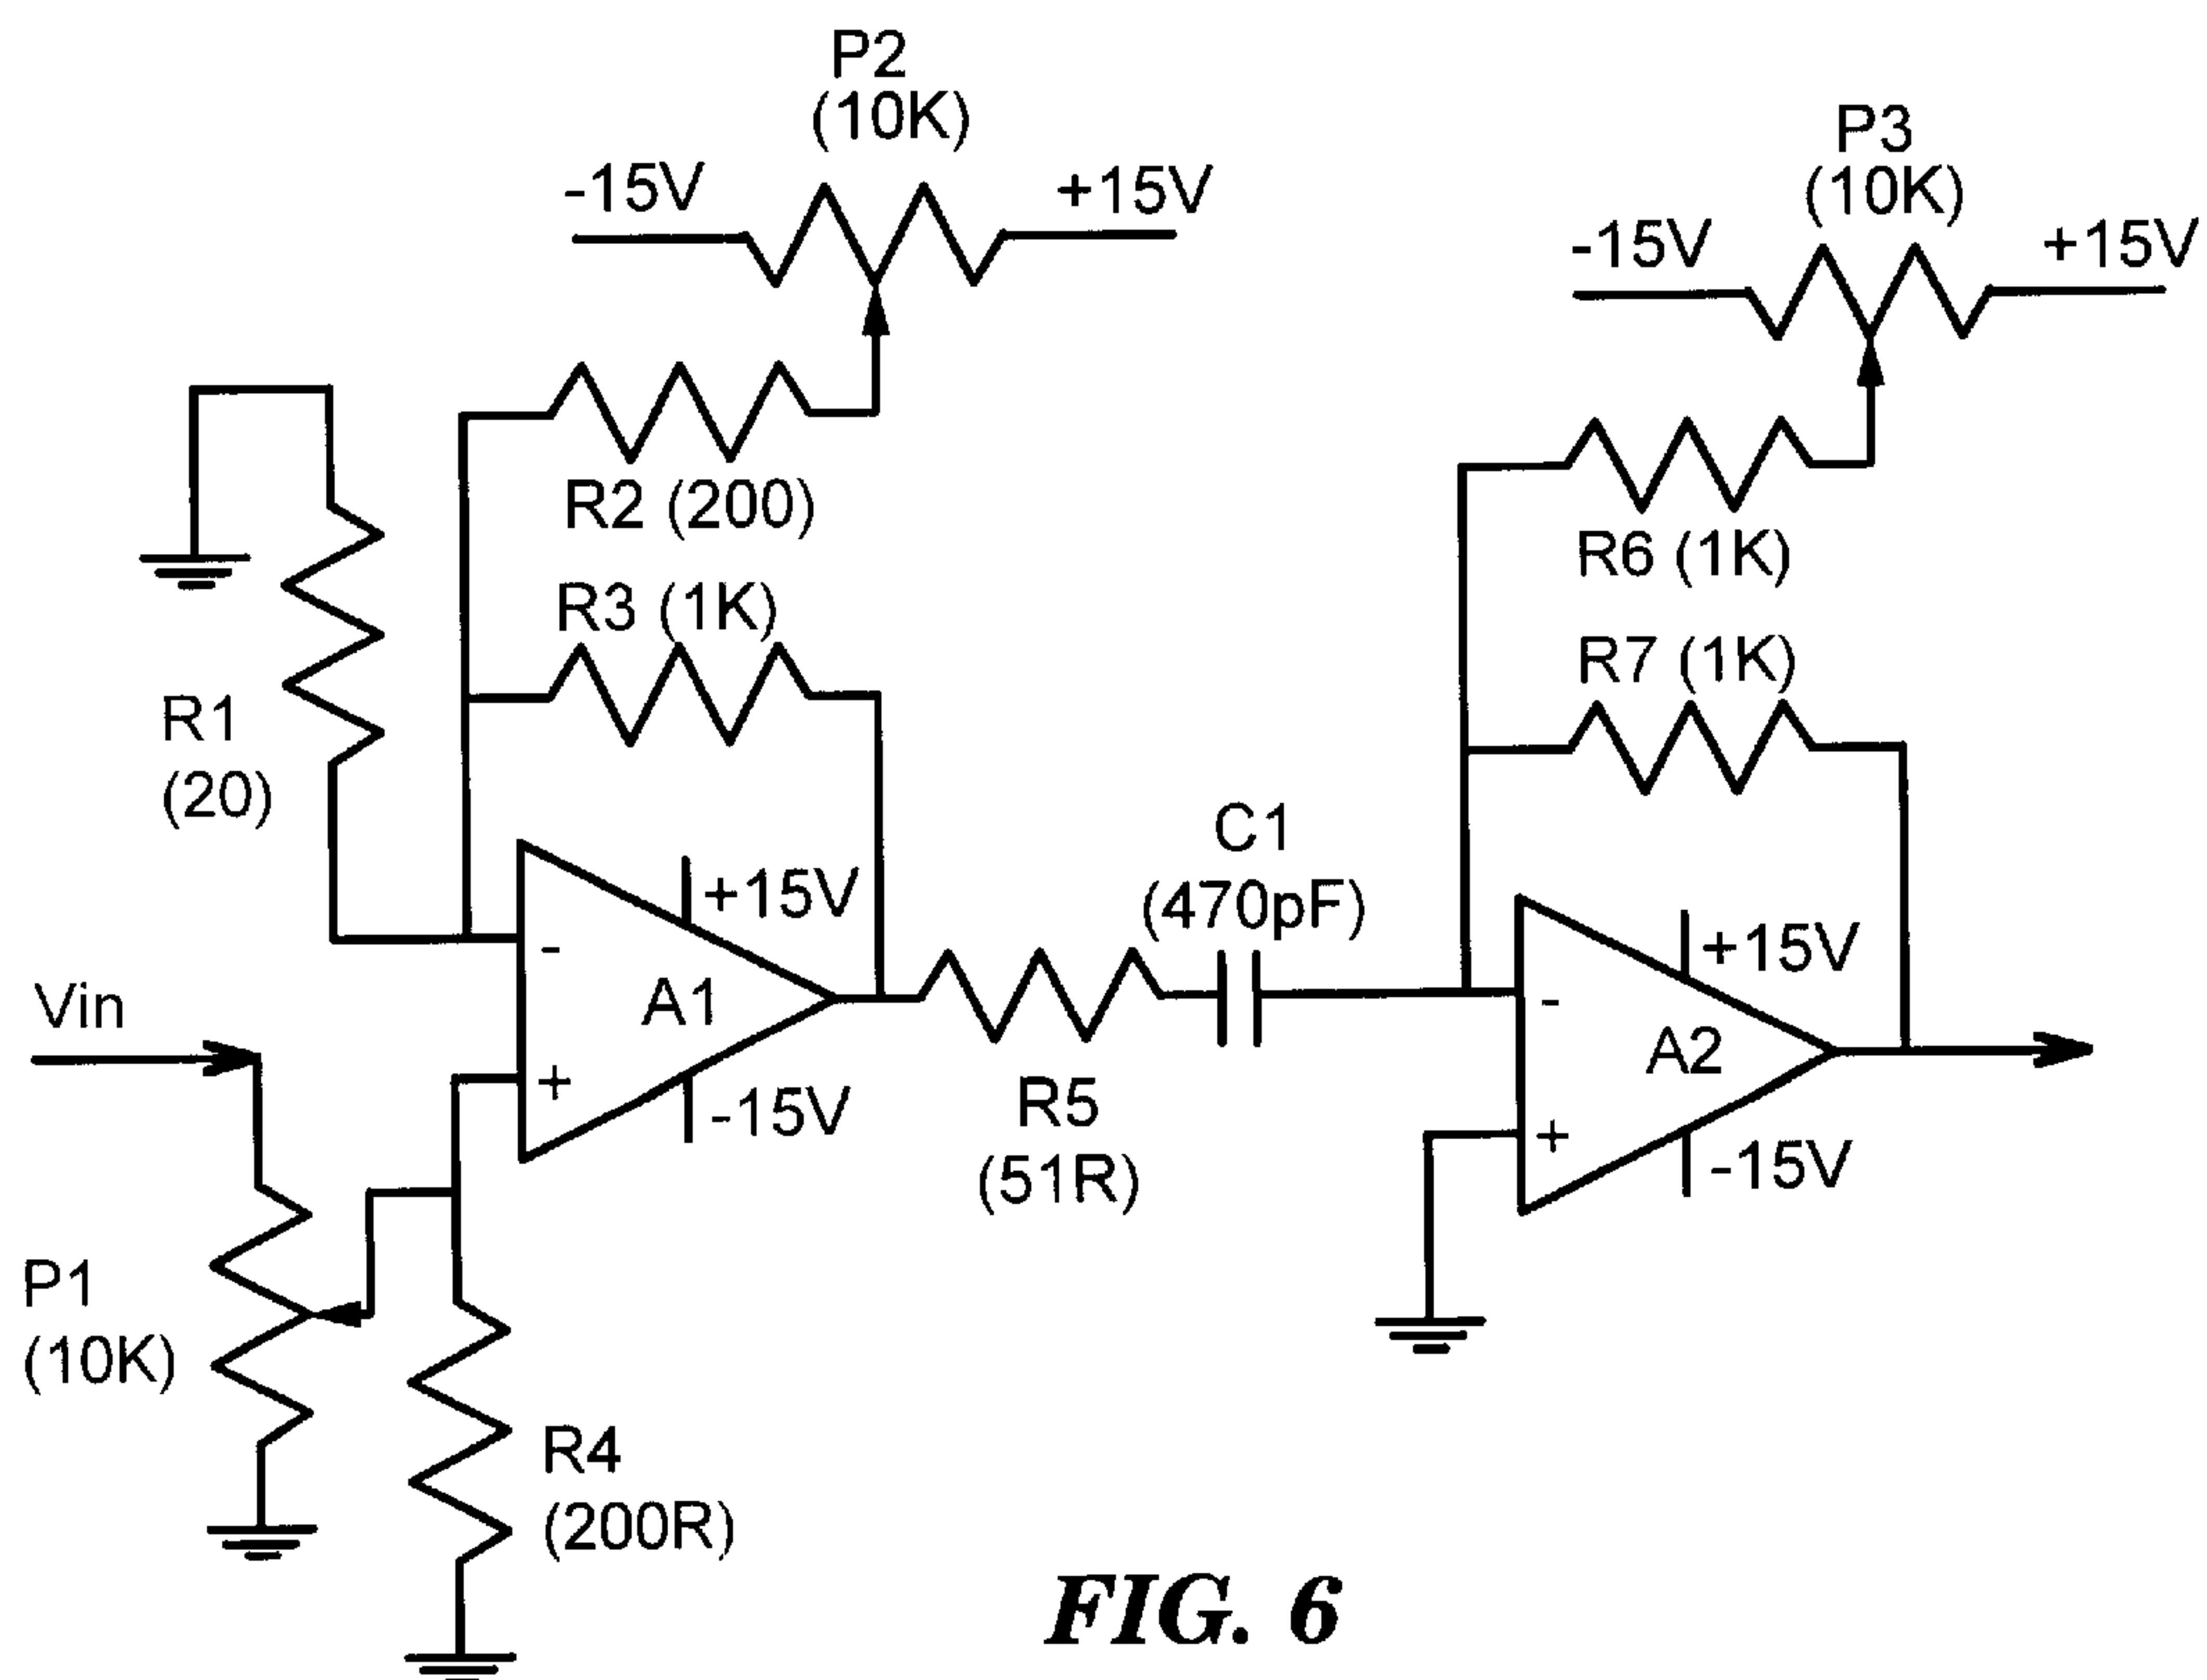 P2
(10K)
-15V
+15V
P3
(10K)
-15V
+15V
R2 (200)
R3 (1K)
R1
(20)
R6 (1K)
R7 (1K)
+15V
-
A1
+
-15V
Vin
C1
(470pF)
R5
(51R)
+15V
-
A2
+
-15V
P1
(10K)
R4
(200R)
FIG. 6